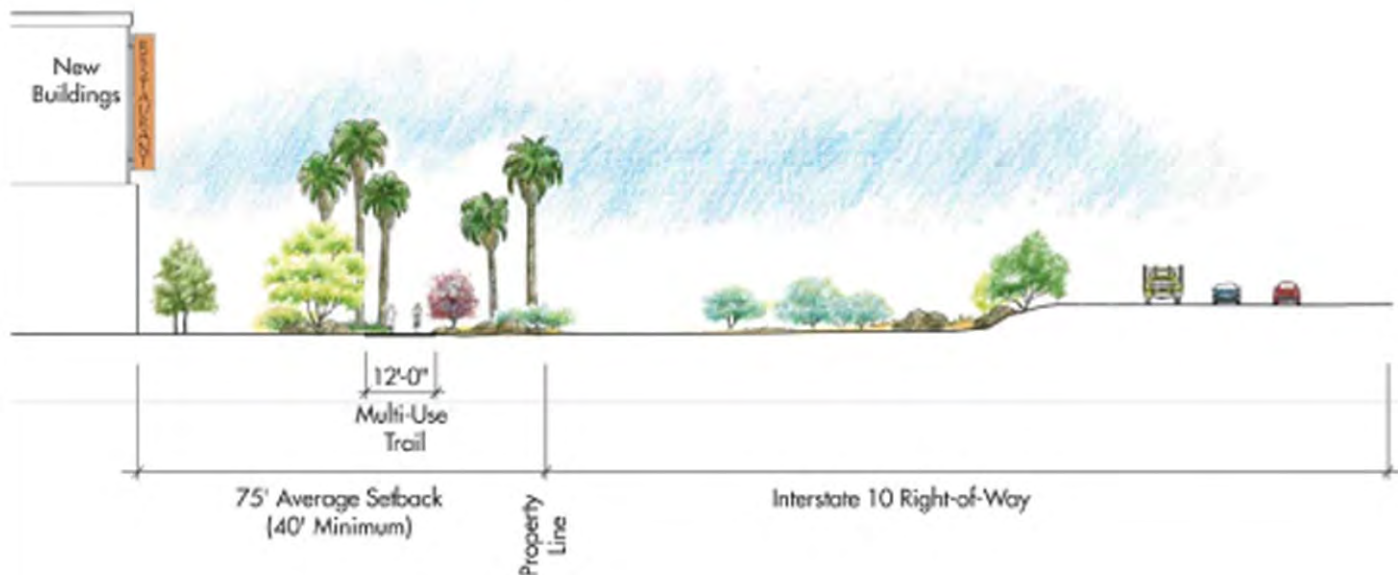 New
Buildings
RESTAURANT
12'-0"
Multi-Use
Trail
75' Average Setback
(40' Minimum)
Property
Line
Interstate 10 Right-of-Way